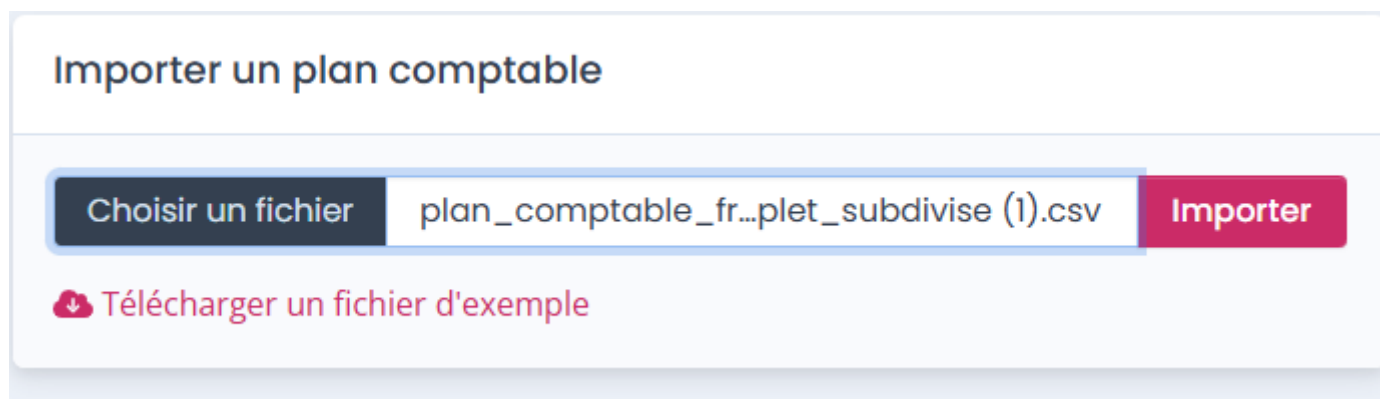 Importer un plan comptable
Choisir un fichier plan_comptable_fr...plet_subdivise (1).csv Importer
Télécharger un fichier d'exemple